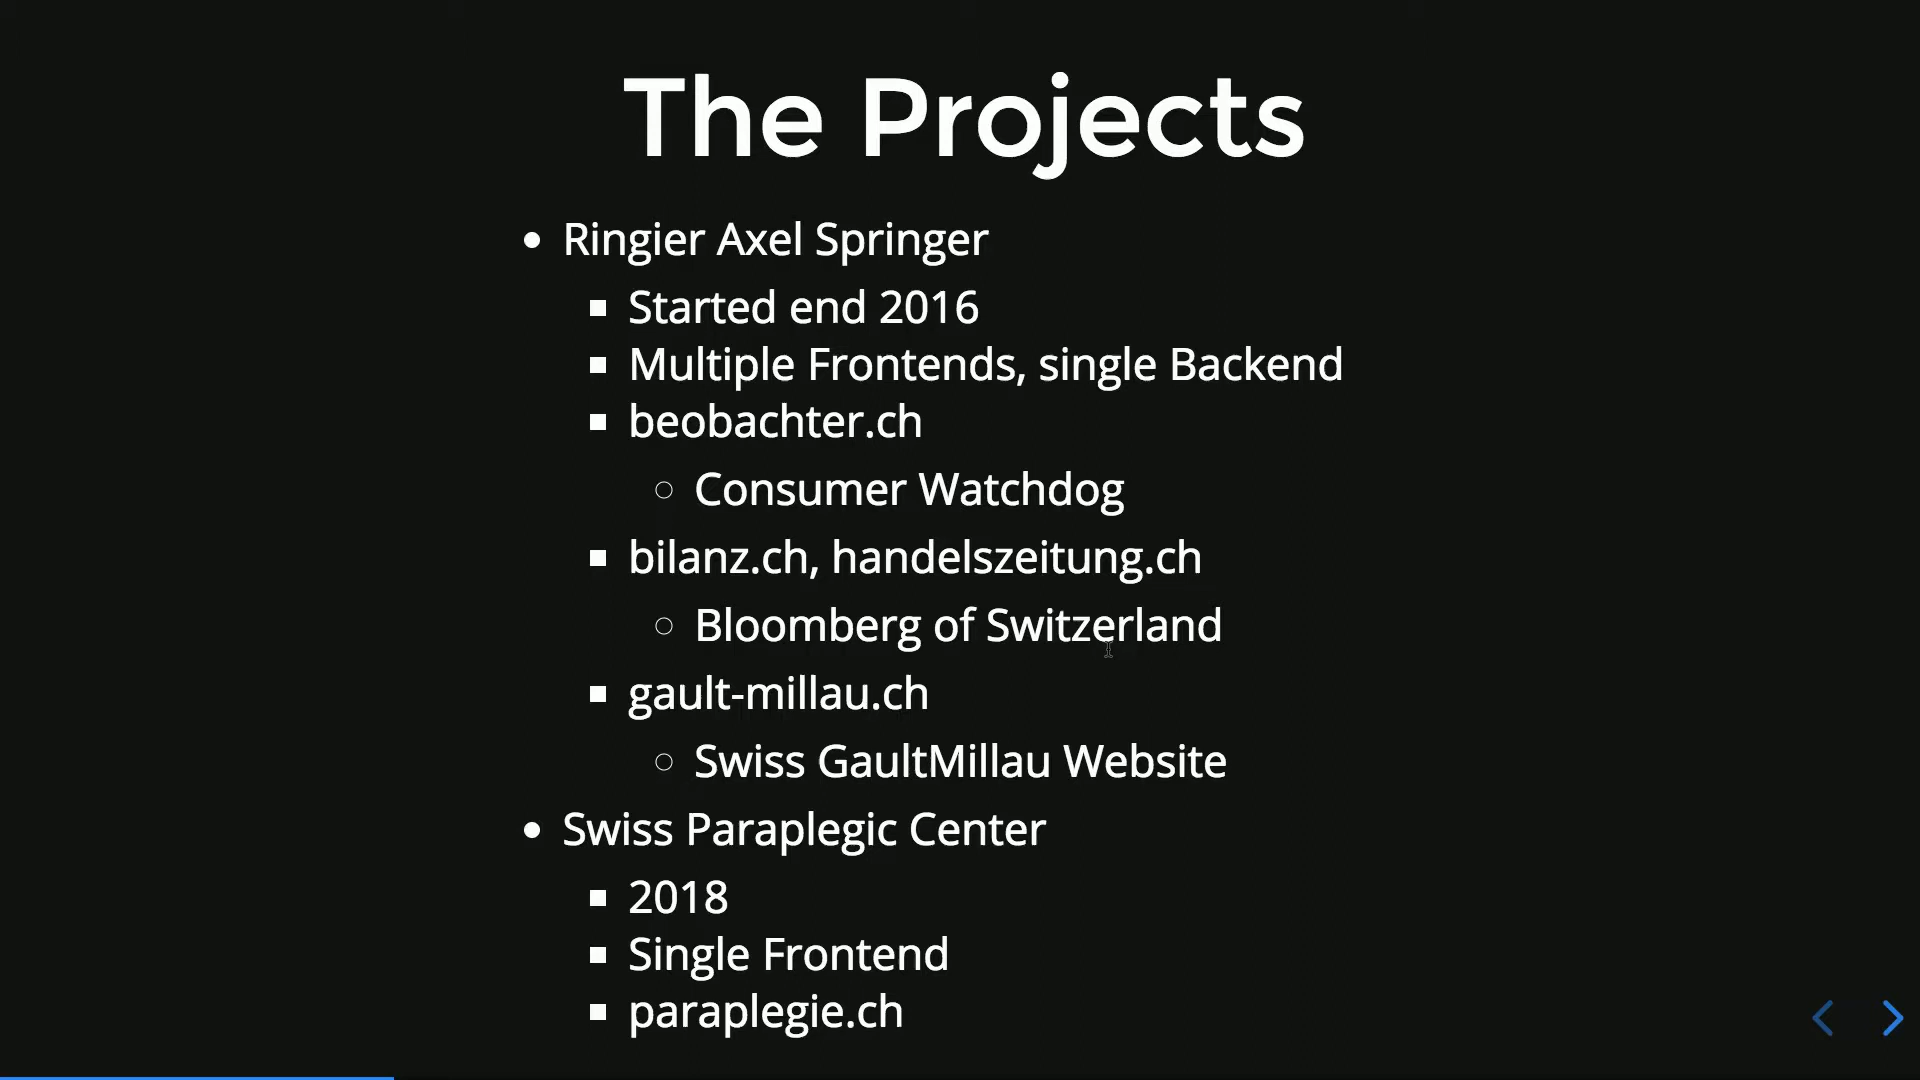 The Projects
Ringier Axel Springer
Started end 2016
Multiple Frontends, single Backend
beobachter.ch
Consumer Watchdog
bilanz.ch, handelszeitung.ch
Bloomberg of Switzerland
gault-millau.ch
Swiss GaultMillau Website
Swiss Paraplegic Center
2018
Single Frontend
paraplegie.ch